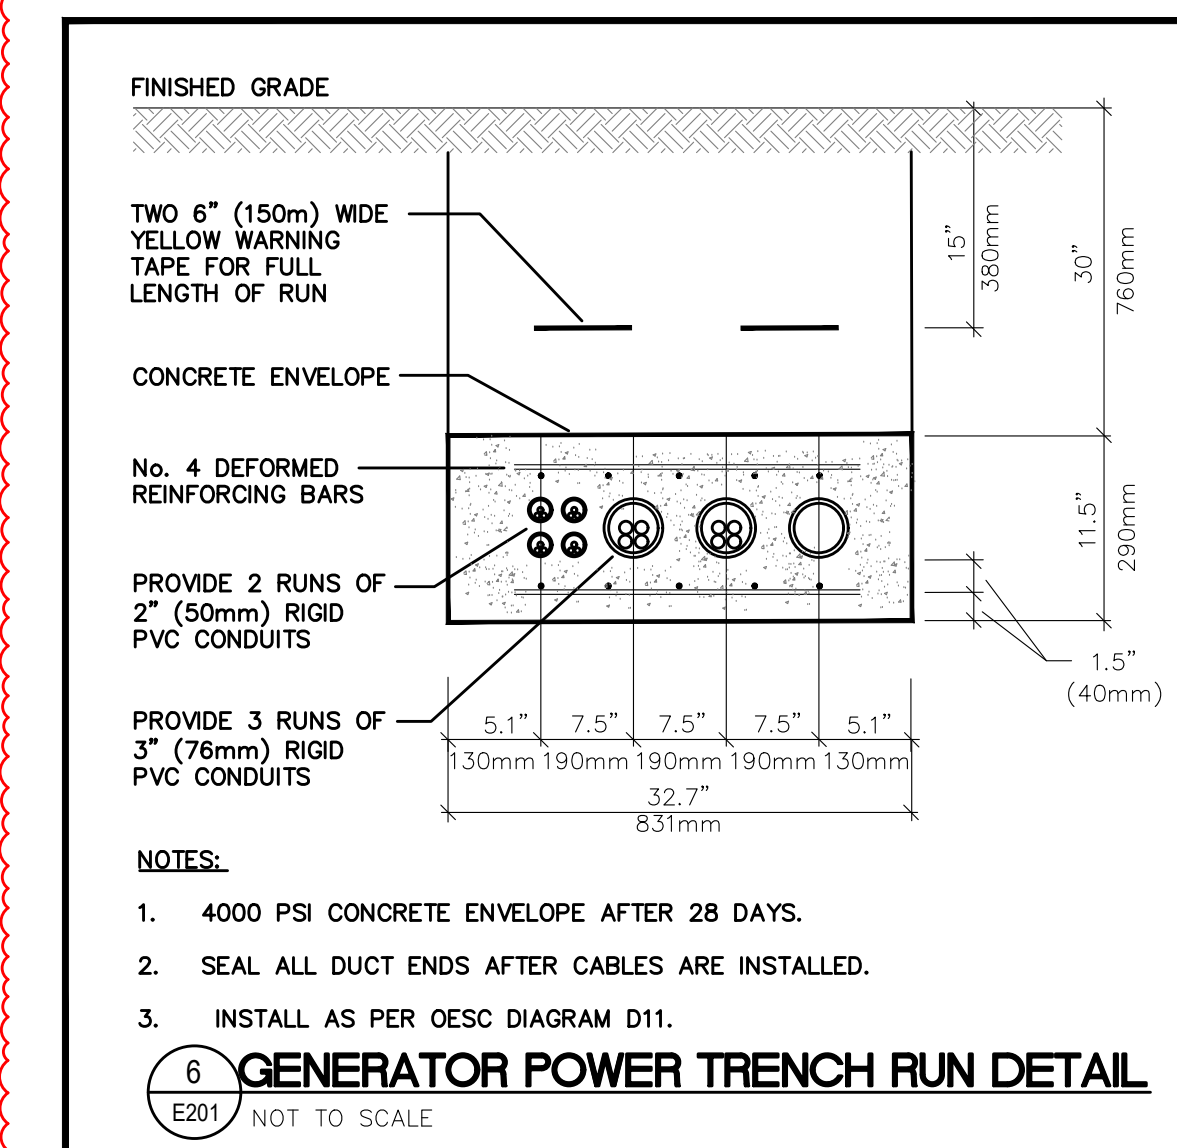 FINISHED GRADE
TWO 6" (150m) WIDE
YELLOW WARNING
TAPE FOR FULL
LENGTH OF RUN
15"
380mm
30"
760mm
CONCRETE ENVELOPE
No. 4 DEFORMED
REINFORCING BARS
11.5"
290mm
PROVIDE 2 RUNS OF
2" (50mm) RIGID
PVC CONDUITS
1.5"
(40mm)
PROVIDE 3 RUNS OF
3" (76mm) RIGID
PVC CONDUITS
5.1" 7.5" 7.5" 7.5" 5.1"
130mm 190mm 190mm 190mm 130mm
32.7"
831mm
NOTES:
1. 4000 PSI CONCRETE ENVELOPE AFTER 28 DAYS.
2. SEAL ALL DUCT ENDS AFTER CABLES ARE INSTALLED.
3. INSTALL AS PER OESC DIAGRAM D11.
6 GENERATOR POWER TRENCH RUN DETAIL
E201 NOT TO SCALE